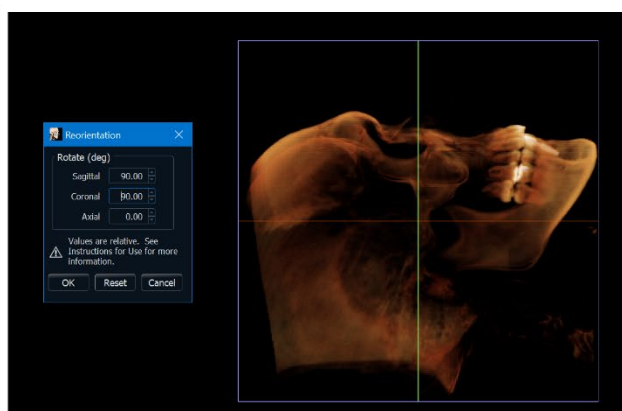 Reorientation
Rotate (deg)
Sagittal 90.00
Coronal 90.00
Axial 0.00
Values are relative. See
Instructions for Use for more
information.
OK Reset Cancel